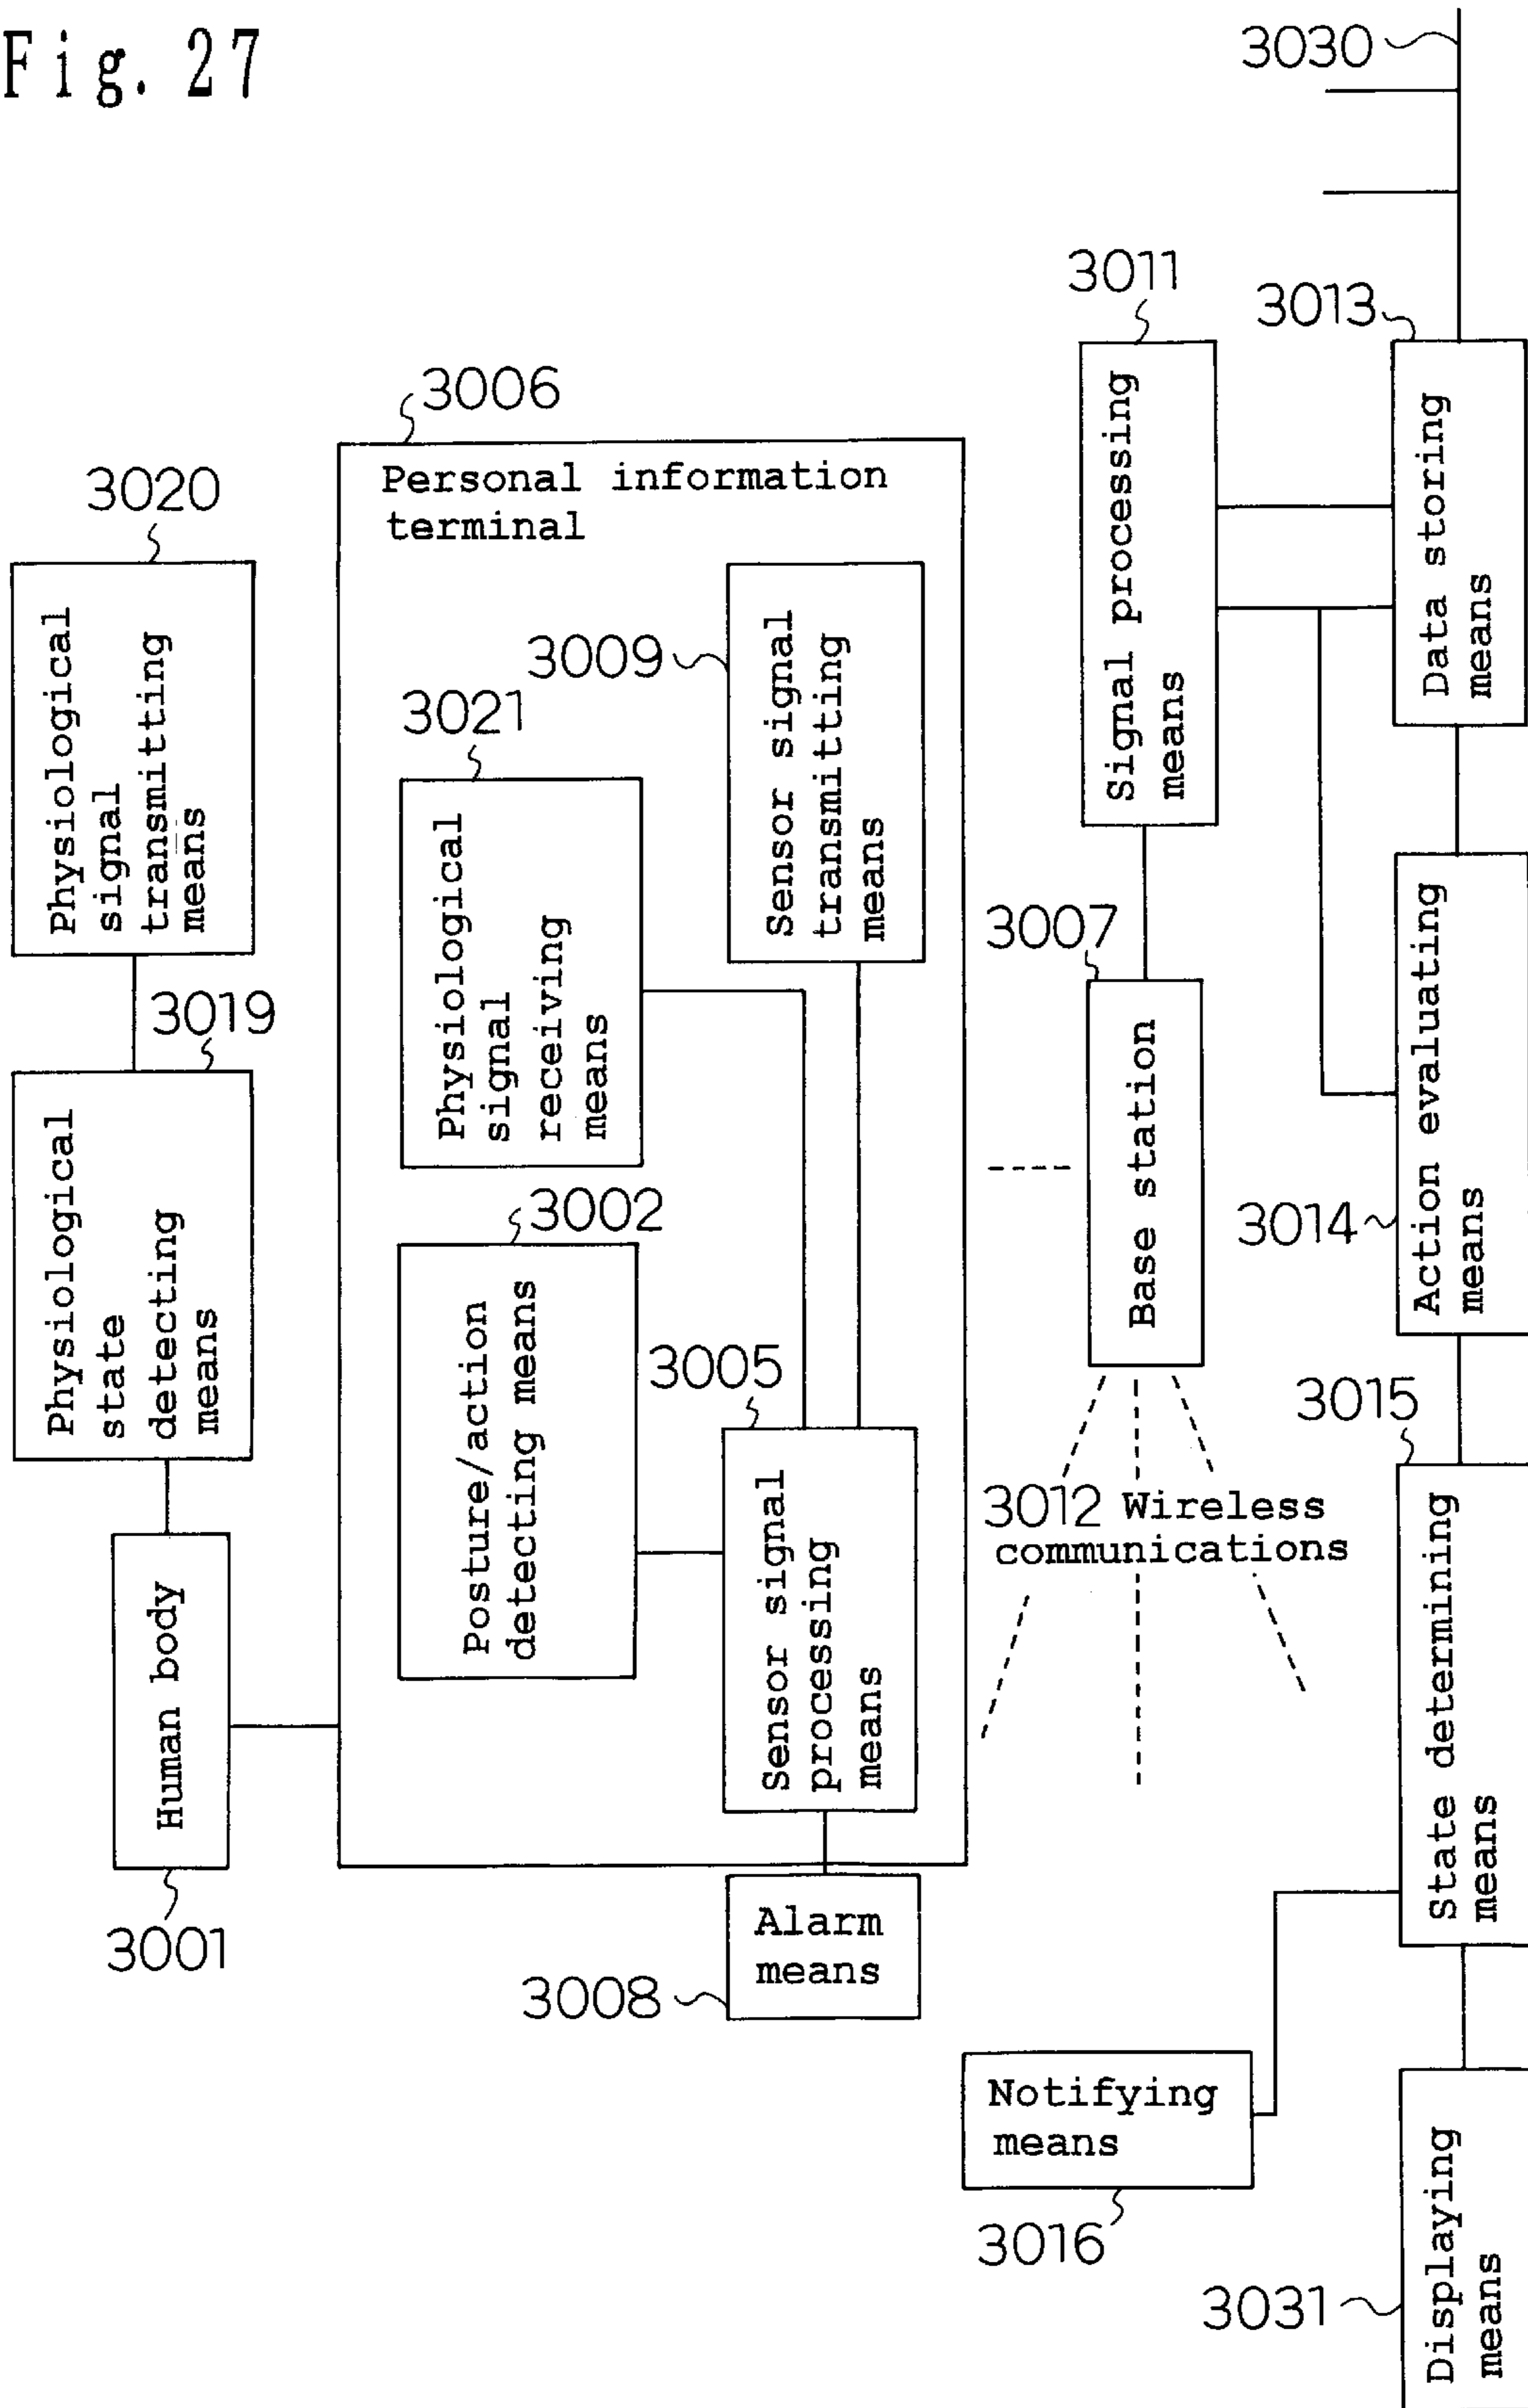 Fig. 27
3030
3011
3013
3006
Personal information
terminal
3020
Physiological
signal
transmitting
means
3009
Sensor signal
transmitting
means
3021
Physiological
signal
receiving
means
Signal processing
means
Data storing
means
3019
Physiological
state
detecting
means
3007
Base station
3014
Action evaluating
means
3002
Posture/action
detecting means
3005
Sensor signal
processing
means
3015
State determining
means
3012 Wireless
communications
Human body
3001
Alarm
means
3008
Notifying
means
3016
3031
Displaying
means